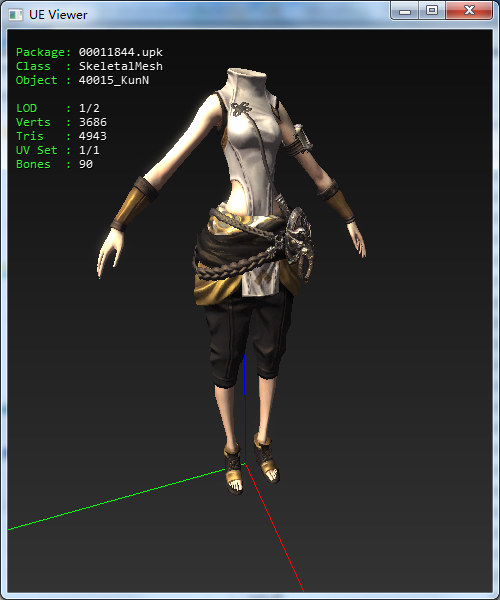 UE Viewer
Package: 00011844.upk
Class  : SkeletalMesh
Object : 40015_KunN
LOD    : 1/2
Verts  : 3686
Tris   : 4943
UV Set : 1/1
Bones  : 90